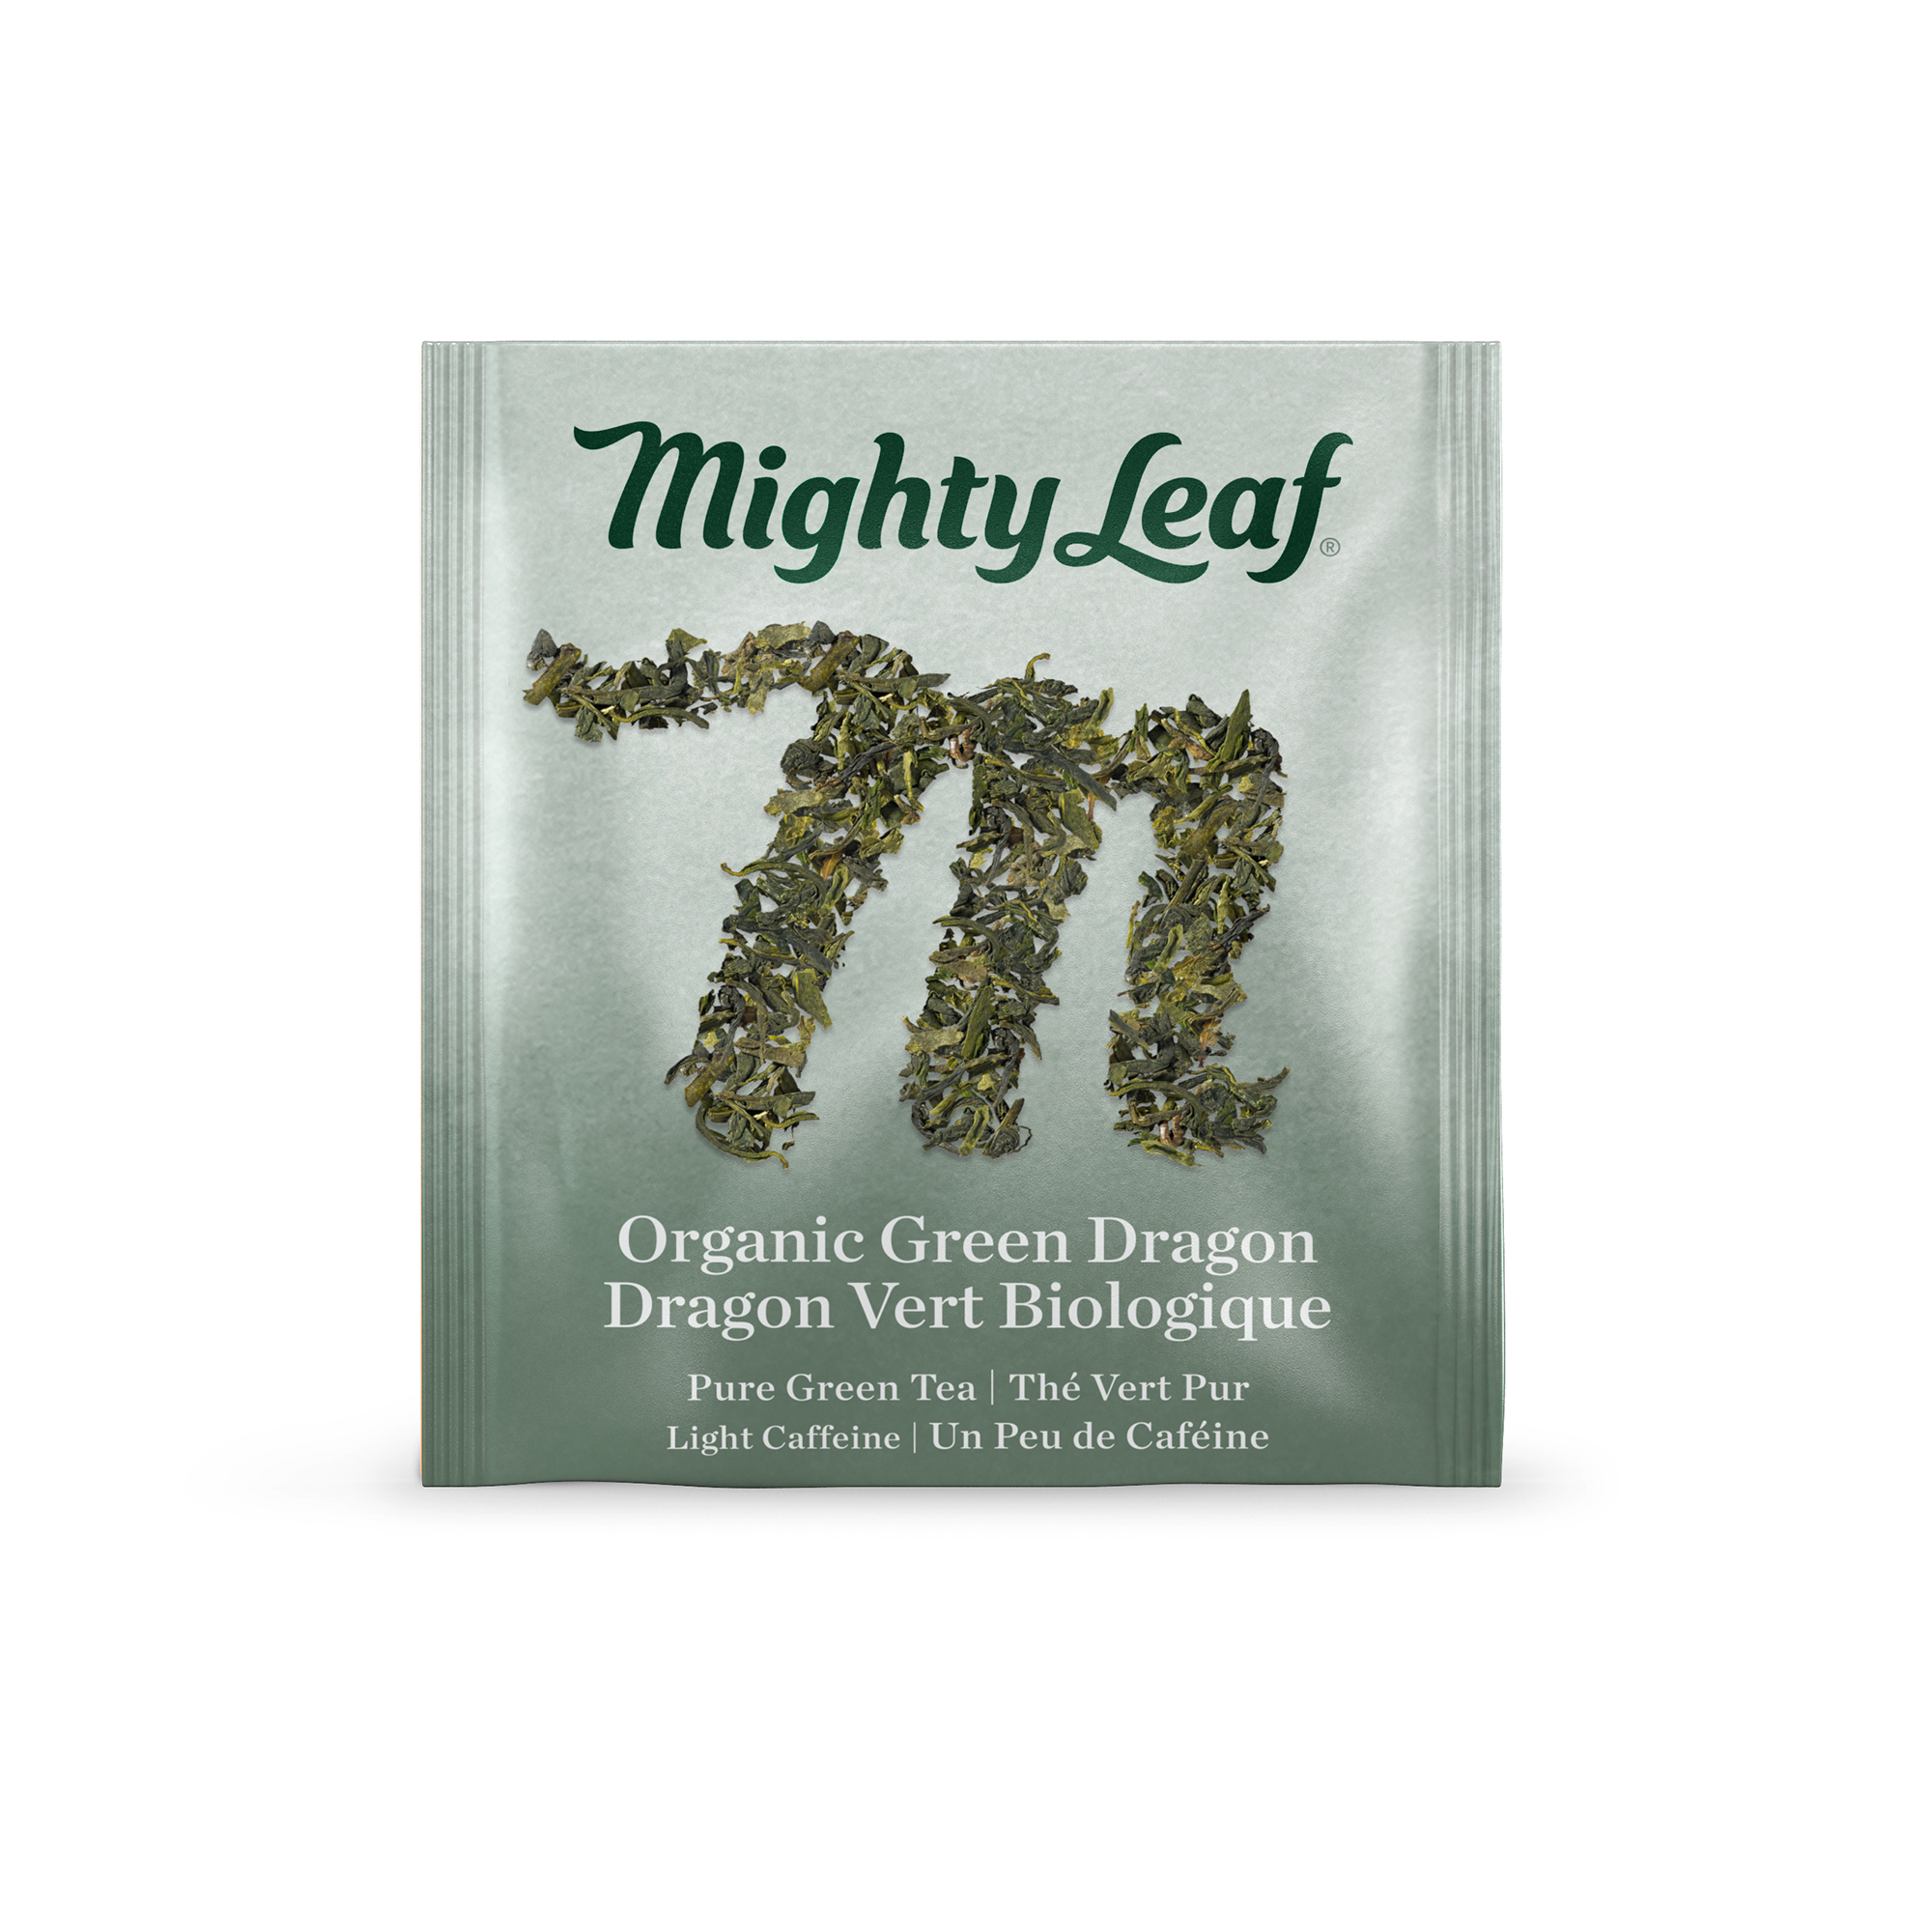 Mighty Leaf®
m
Organic Green Dragon
Dragon Vert Biologique
Pure Green Tea | Thé Vert Pur
Light Caffeine | Un Peu de Caféine